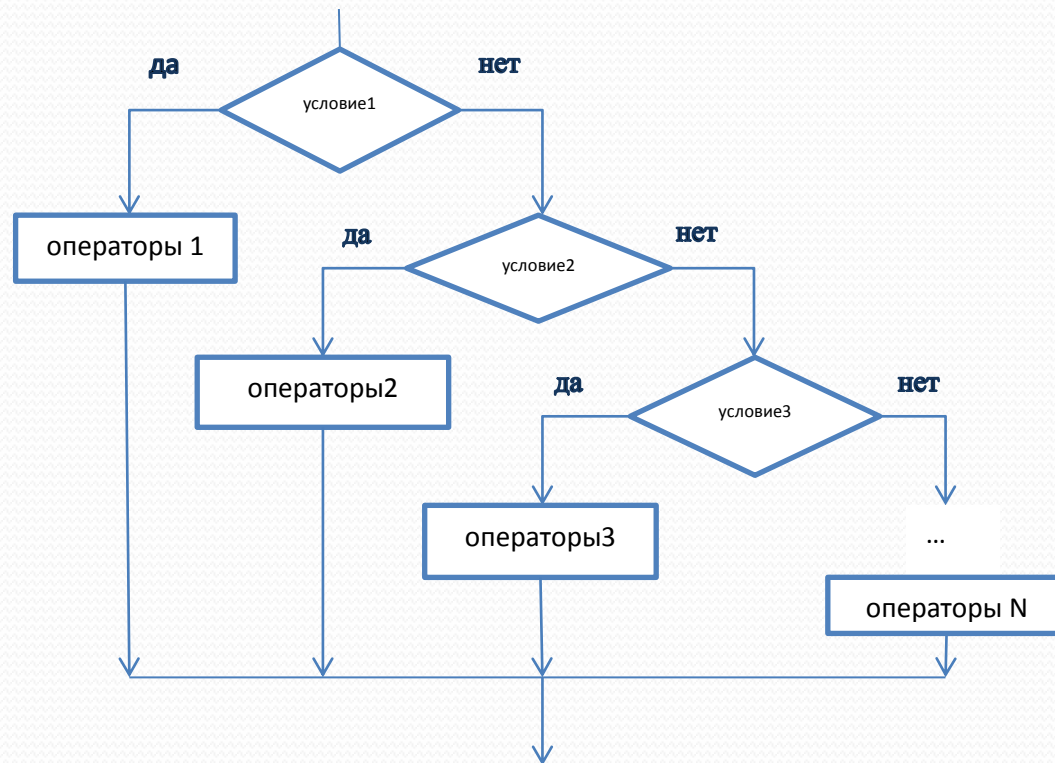 да
нет
условие1
операторы 1
да
нет
условие2
операторы2
да
нет
условие3
операторы3
...
операторы N